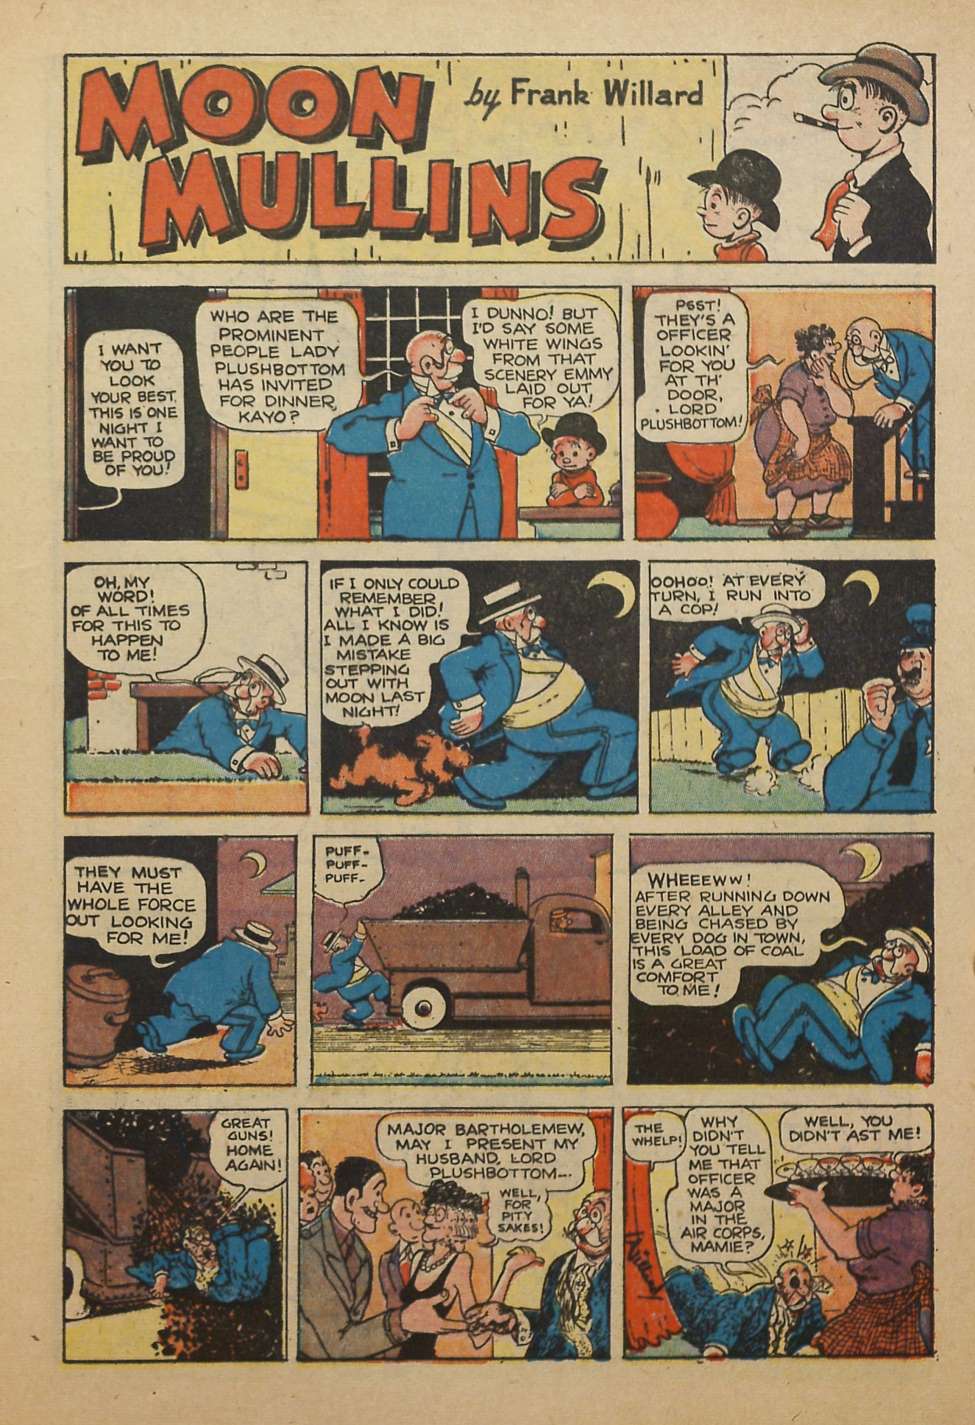 MOON
MULLINS
by Frank Willard
I WANT
YOU TO
LOOK
YOUR BEST.
THIS IS ONE
NIGHT I
WANT TO
BE PROUD
OF YOU!
WHO ARE THE
PROMINENT
PEOPLE LADY
PLUSHBOTTOM
HAS INVITED
FOR DINNER,
KAYO?
I DUNNO! BUT
I'D SAY SOME
WHITE WINGS
FROM THAT
SCENERY EMMY
LAID OUT
FOR YA!
PSST!
THEY'S A
OFFICER
LOOKIN'
FOR YOU
AT TH'
DOOR,
LORD
PLUSHBOTTOM!
OH, MY
WORD!
OF ALL TIMES
FOR THIS TO
HAPPEN
TO ME!
IF I ONLY COULD
REMEMBER
WHAT I DID!
ALL I KNOW IS
I MADE A BIG
MISTAKE
STEPPING
OUT WITH
MOON LAST
NIGHT!
OOHOO! AT EVERY
TURN, I RUN INTO
A COP!
THEY MUST
HAVE THE
WHOLE FORCE
OUT LOOKING
FOR ME!
PUFF-
PUFF-
PUFF-
WHEEEWW!
AFTER RUNNING DOWN
EVERY ALLEY AND
BEING CHASED BY
EVERY DOG IN TOWN,
THIS LOAD OF COAL
IS A GREAT
COMFORT
TO ME!
GREAT
GUNS!
HOME
AGAIN!
MAJOR BARTHOLEMEW,
MAY I PRESENT MY
HUSBAND, LORD
PLUSHBOTTOM--
WELL,
FOR
PITY
SAKES!
THE
WHELP!
WHY
DIDN'T
YOU TELL
ME THAT
OFFICER
WAS A
MAJOR
IN THE
AIR CORPS,
MAMIE?
WELL, YOU
DIDN'T AST ME!
Willard